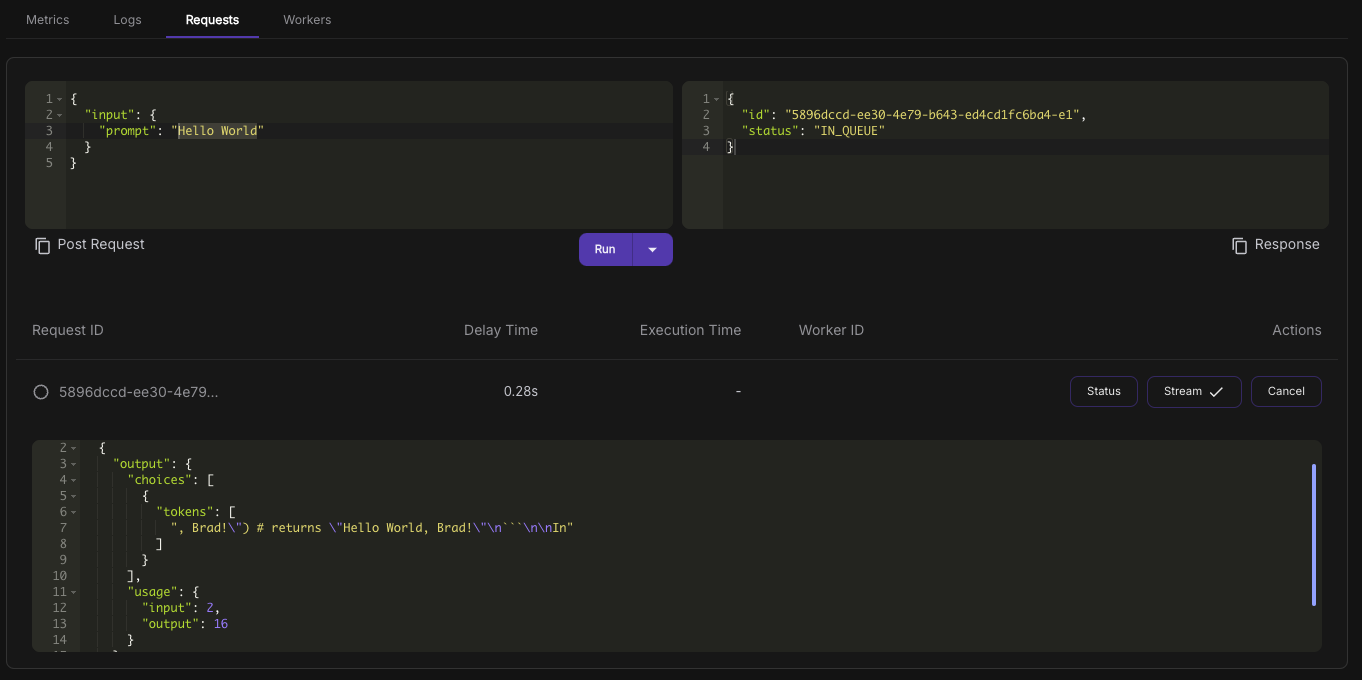 Metrics Logs Requests Workers
1 {
2 "input": {
3 "prompt": "Hello World"
4 }
5 }
1 {
2 "id": "5896dccd-ee30-4e79-b643-ed4cd1fc6ba4-e1",
3 "status": "IN_QUEUE"
4 }
Post Request
Run
Response
Request ID Delay Time Execution Time Worker ID Actions
5896dccd-ee30-4e79... 0.28s - Status Stream Cancel
2 {
3 "output": {
4 "choices": [
5 {
6 "tokens": [
7 ", Brad!\") # returns \"Hello World, Brad!\"\n```\n\nIn"
8 ]
9 }
10 ],
11 "usage": {
12 "input": 2,
13 "output": 16
14 }